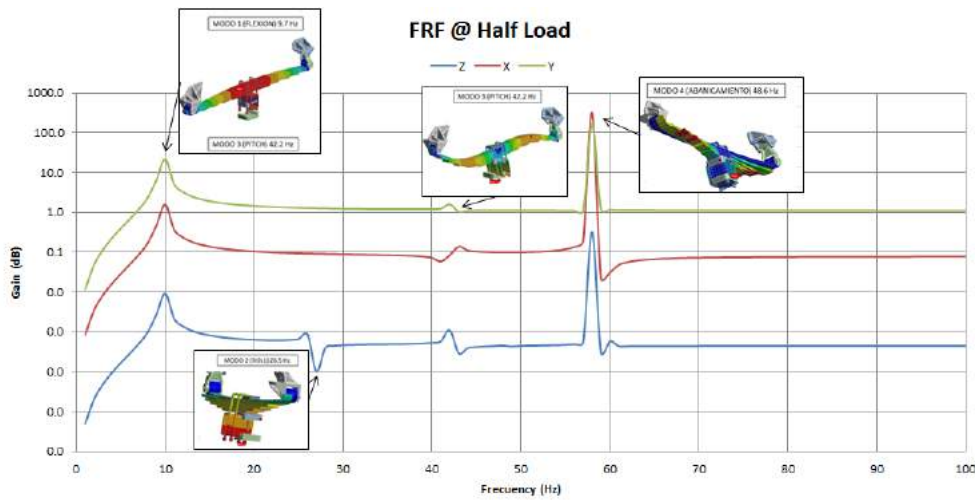 FRF @ Half Load
Z X Y
MODO 1 (FLEXION) 9.7 Hz
MODO 3 (PITCH) 42.2 Hz
MODO 3 (PITCH) 42.2 Hz
MODO 4 (ABANICAMIENTO) 48.6 Hz
MODO 2
Gain (dB)
1000.0
100.0
10.0
1.0
0.1
0.0
0.0
0.0
0.0
0.0
0 10 20 30 40 50 60 70 80 90 100
Frecuency (Hz)